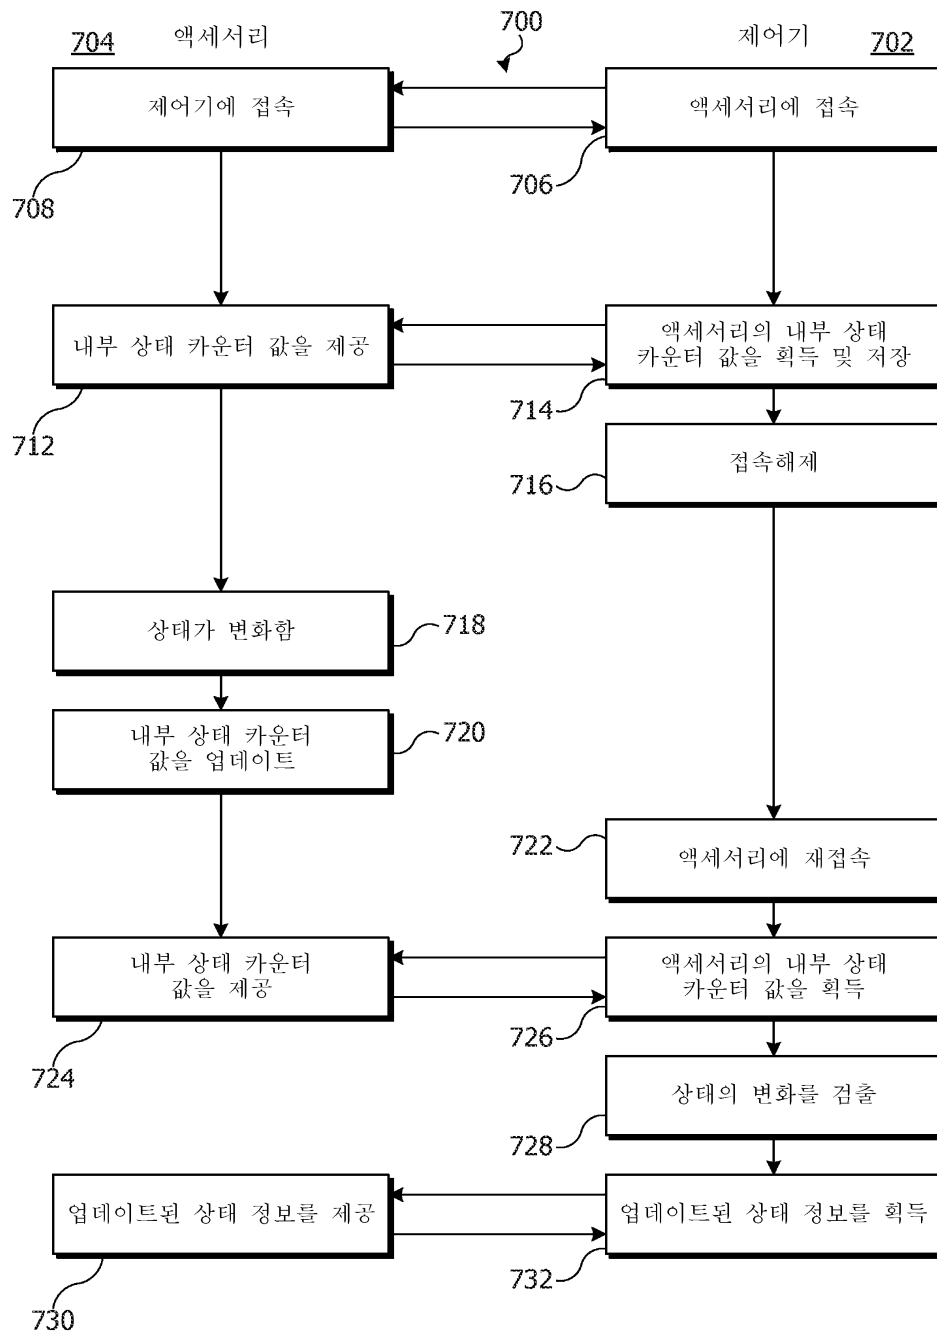 704
액세서리
700
제어기
702
제어기에 접속
액세서리에 접속
708
706
내부 상태 카운터 값을 제공
액세서리의 내부 상태
카운터 값을 획득 및 저장
712
714
접속해제
716
상태가 변화함
718
내부 상태 카운터
값을 업데이트
720
722
액세서리에 재접속
내부 상태 카운터
값을 제공
액세서리의 내부 상태
카운터 값을 획득
724
726
상태의 변화를 검출
728
업데이트된 상태 정보를 제공
업데이트된 상태 정보를 획득
730
732